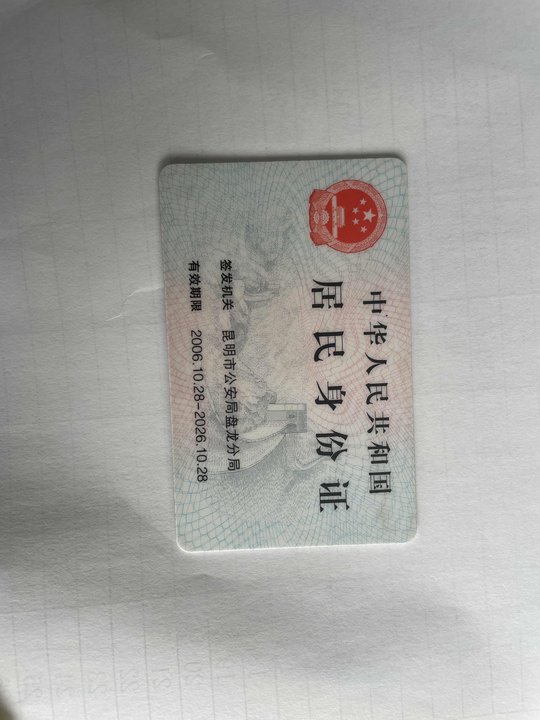 中华人民共和国
居民身份证
签发机关 昆明市公安局盘龙分局
有效期限 2006.10.28-2026.10.28